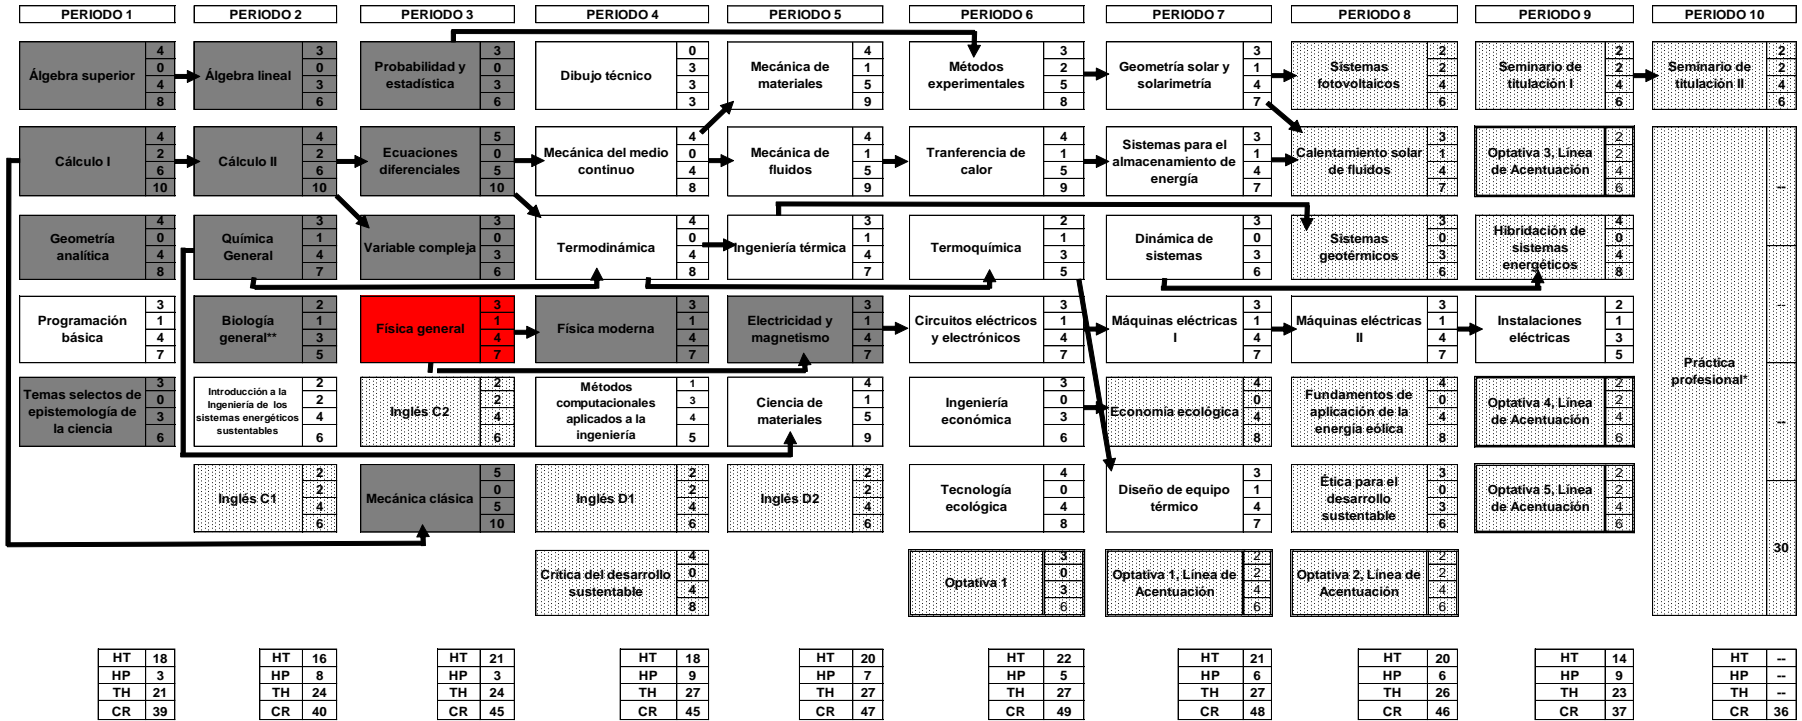 PERIODO 1
PERIODO 2
PERIODO 3
PERIODO 4
PERIODO 5
PERIODO 6
PERIODO 7
PERIODO 8
PERIODO 9
PERIODO 10
Álgebra superior
4
0
4
8
Álgebra lineal
3
0
3
6
Probabilidad y
estadística
3
0
3
6
Dibujo técnico
0
3
3
3
Mecánica de
materiales
4
1
5
9
Métodos
experimentales
3
2
5
8
Geometría solar y
solarimetría
3
1
4
7
Sistemas
fotovoltaicos
2
2
4
6
Seminario de
titulación I
2
2
4
6
Seminario de
titulación II
2
2
4
6
Cálculo I
4
2
6
10
Cálculo II
4
2
6
10
Ecuaciones
diferenciales
5
0
5
10
Mecánica del medio
continuo
4
0
4
8
Mecánica de
fluidos
4
1
5
9
Tranferencia de
calor
4
1
5
9
Sistemas para el
almacenamiento de
energía
3
1
4
7
Calentamiento solar
de fluidos
3
1
4
7
Optativa 3, Línea
de Acentuación
2
2
4
6
Práctica
profesional*
--
--
--
30
Geometría
analítica
4
0
4
8
Química
General
3
1
4
7
Variable compleja
3
0
3
6
Termodinámica
4
0
4
8
Ingeniería térmica
3
1
4
7
Termoquímica
2
1
3
5
Dinámica de
sistemas
3
0
3
6
Sistemas
geotérmicos
3
0
3
6
Hibridación de
sistemas
energéticos
4
0
4
8
Programación
básica
3
1
4
7
Biología
general**
2
1
3
5
Física general
3
1
4
7
Física moderna
3
1
4
7
Electricidad y
magnetismo
3
1
4
7
Circuitos eléctricos
y electrónicos
3
1
4
7
Máquinas eléctricas
I
3
1
4
7
Máquinas eléctricas
II
3
1
4
7
Instalaciones
eléctricas
2
1
3
5
Temas selectos de
epistemología de
la ciencia
3
0
3
6
Introducción a la
Ingeniería de los
sistemas energéticos
sustentables
2
2
4
6
Inglés C2
2
2
4
6
Métodos
computacionales
aplicados a la
ingeniería
1
3
4
5
Ciencia de
materiales
4
1
5
9
Ingeniería
económica
3
0
3
6
Economía ecológica
4
0
4
8
Fundamentos de
aplicación de la
energía eólica
4
0
4
8
Optativa 4, Línea
de Acentuación
2
2
4
6
Inglés C1
2
2
4
6
Mecánica clásica
5
0
5
10
Inglés D1
2
2
4
6
Inglés D2
2
2
4
6
Tecnología
ecológica
4
0
4
8
Diseño de equipo
térmico
3
1
4
7
Ética para el
desarrollo
sustentable
3
0
3
6
Optativa 5, Línea
de Acentuación
2
2
4
6
Crítica del desarrollo
sustentable
4
0
4
8
Optativa 1
3
0
3
6
Optativa 1, Línea de
Acentuación
2
2
4
6
Optativa 2, Línea de
Acentuación
2
2
4
6
HT 18
HP 3
TH 21
CR 39
HT 16
HP 8
TH 24
CR 40
HT 21
HP 3
TH 24
CR 45
HT 18
HP 9
TH 27
CR 45
HT 20
HP 7
TH 27
CR 47
HT 22
HP 5
TH 27
CR 49
HT 21
HP 6
TH 27
CR 48
HT 20
HP 6
TH 26
CR 46
HT 14
HP 9
TH 23
CR 37
HT --
HP --
TH --
CR 36